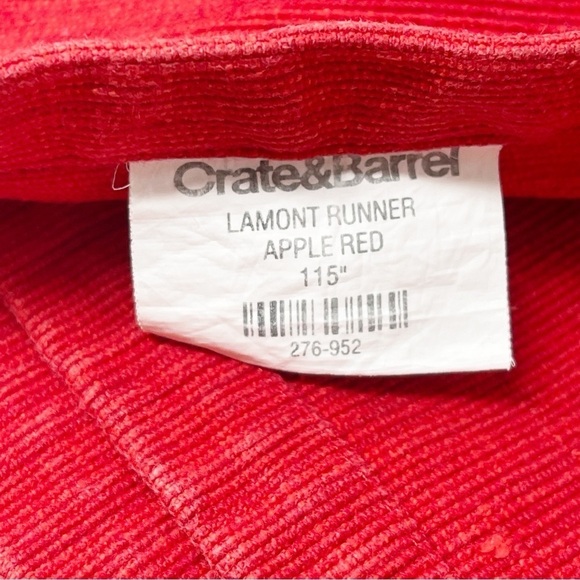 Crate&Barrel
LAMONT RUNNER
APPLE RED
115"
276-952